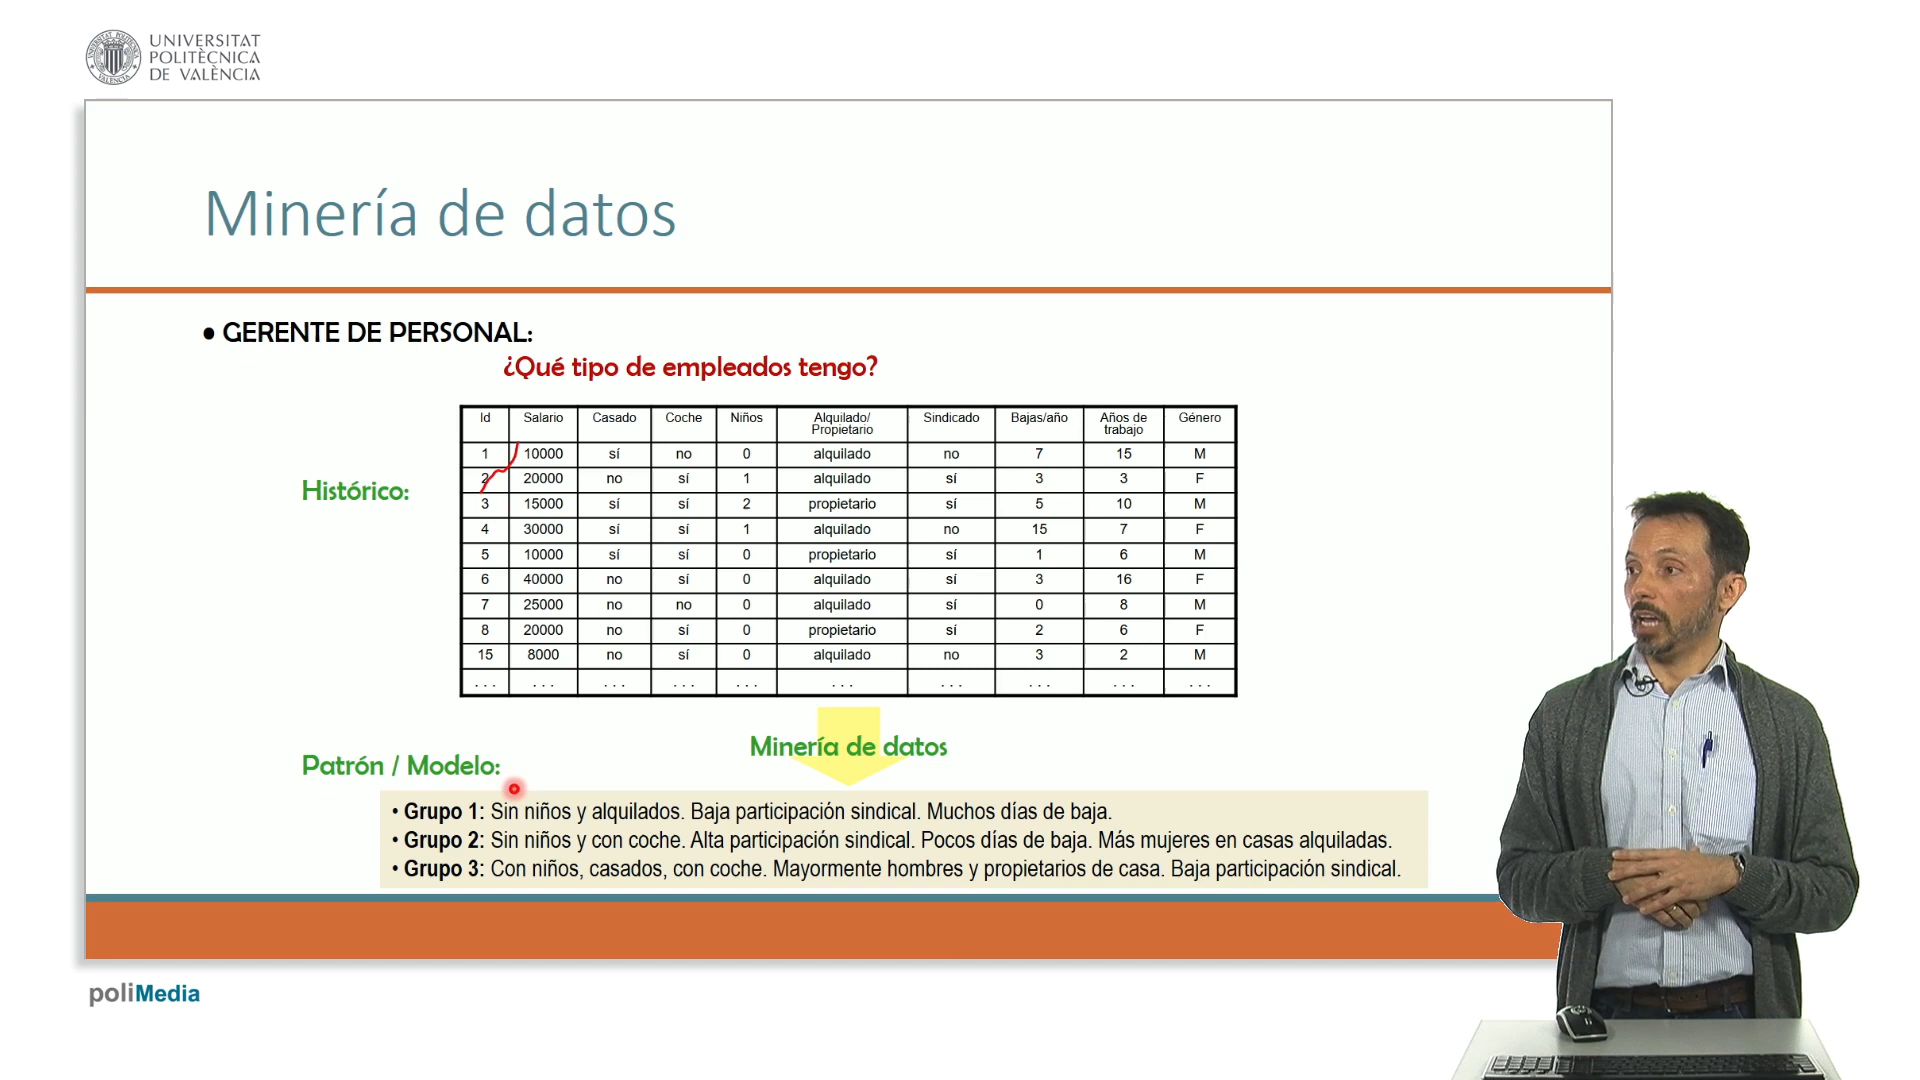 UNIVERSITAT
POLITÈCNICA
DE VALÈNCIA
Minería de datos
• GERENTE DE PERSONAL:
¿Qué tipo de empleados tengo?
Id Salario Casado Coche Niños Alquilado/ Propietario Sindicado Bajas/año Años de trabajo Género
1 10000 sí no 0 alquilado no 7 15 M
Histórico:
2 20000 no sí 1 alquilado sí 3 3 F
3 15000 sí sí 2 propietario sí 5 10 M
4 30000 sí sí 1 alquilado no 15 7 F
5 10000 sí sí 0 propietario sí 1 6 M
6 40000 no sí 0 alquilado sí 3 16 F
7 25000 no no 0 alquilado sí 0 8 M
8 20000 no sí 0 propietario sí 2 6 F
15 8000 no sí 0 alquilado no 3 2 M
. . . . . . . . . . . . . . . . . . . . . . . . . . . . . .
Minería de datos
Patrón / Modelo:
• Grupo 1: Sin niños y alquilados. Baja participación sindical. Muchos días de baja.
• Grupo 2: Sin niños y con coche. Alta participación sindical. Pocos días de baja. Más mujeres en casas alquiladas.
• Grupo 3: Con niños, casados, con coche. Mayormente hombres y propietarios de casa. Baja participación sindical.
poliMedia